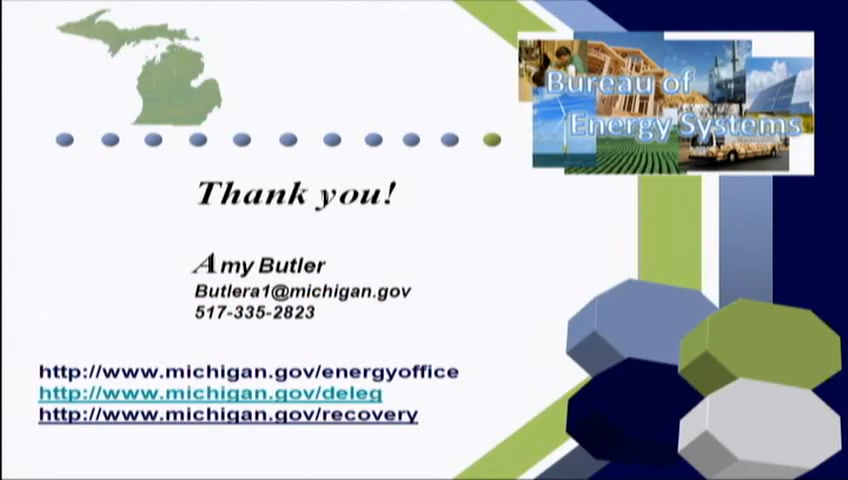 Bureau of
Energy Systems
Thank you!
Amy Butler
Butlera1@michigan.gov
517-335-2823
http://www.michigan.gov/energyoffice
http://www.michigan.gov/deleg
http://www.michigan.gov/recovery